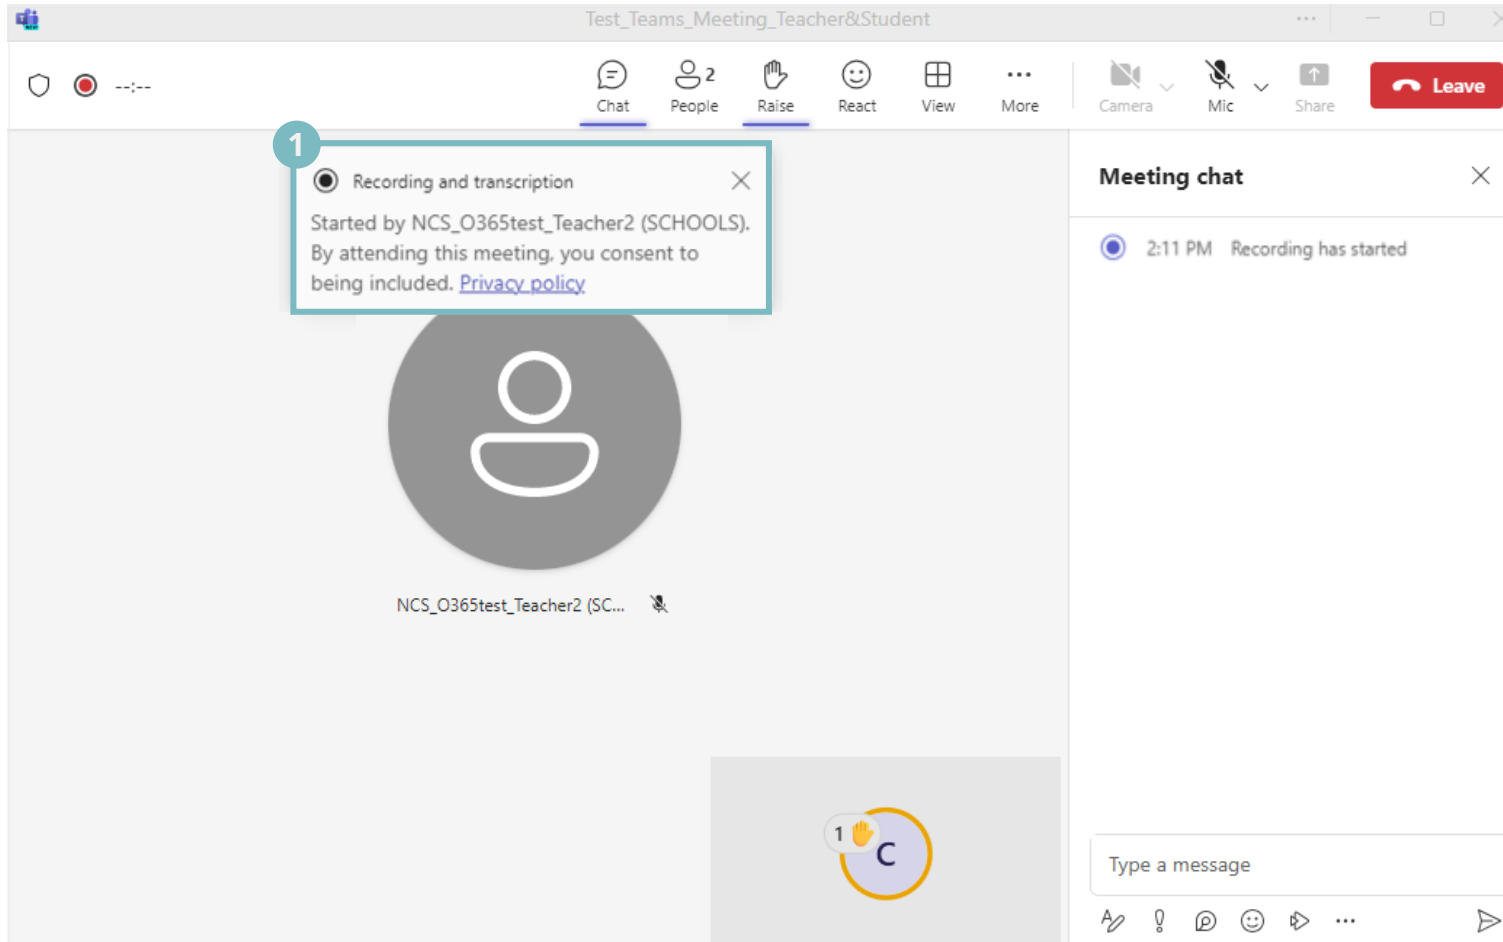 Test_Teams_Meeting_Teacher&Student
--:--
Chat
People 2
Raise
React
View
More
Camera
Mic
Share
Leave
1
Recording and transcription
Started by NCS_O365test_Teacher2 (SCHOOLS).
By attending this meeting, you consent to
being included. Privacy policy
NCS_O365test_Teacher2 (SC...
1
C
Meeting chat
2:11 PM Recording has started
Type a message